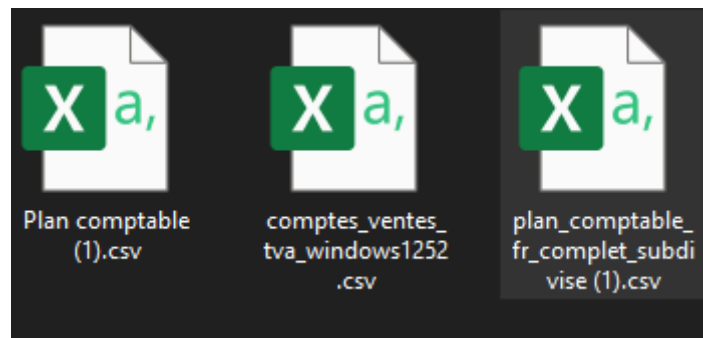 X a,
X a,
X a,
Plan comptable
(1).csv
comptes_ventes_
tva_windows1252
.csv
plan_comptable_
fr_complet_subdi
vise (1).csv